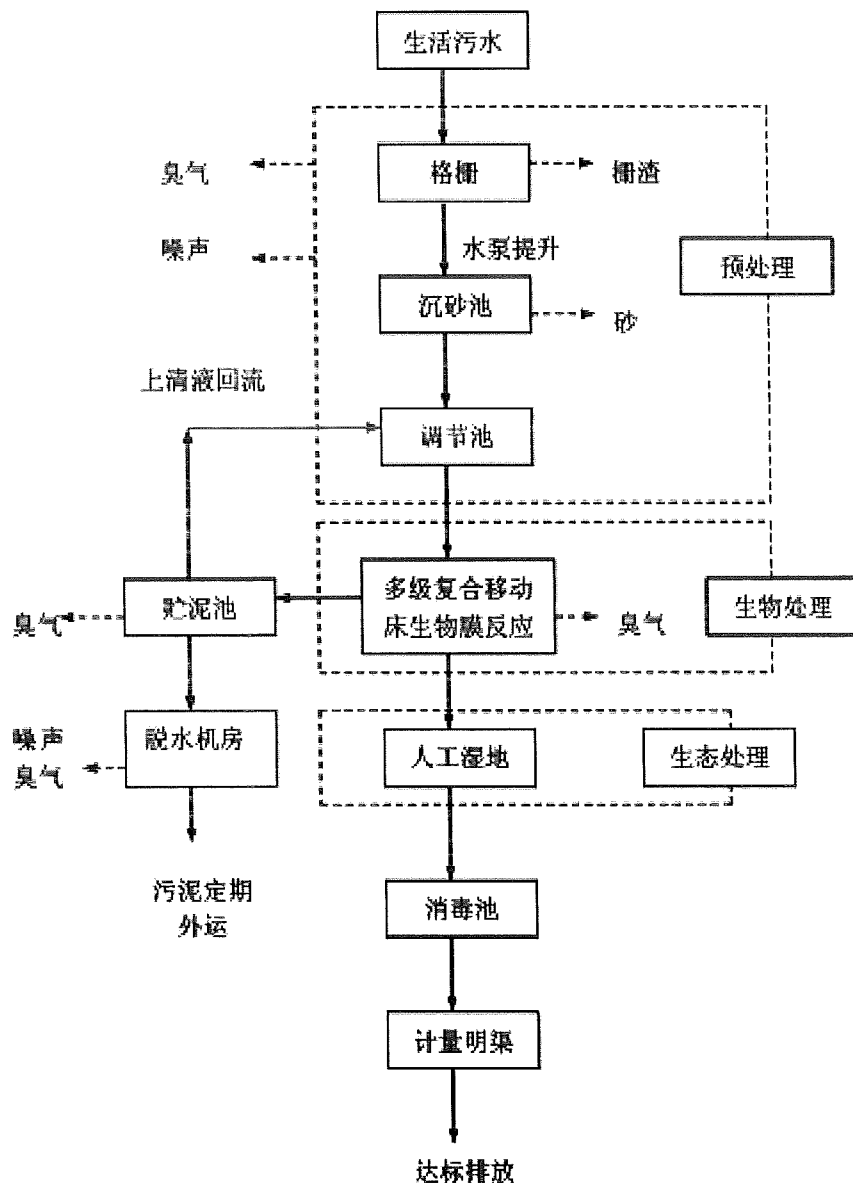 生活污水
臭气
格栅
栅渣
噪声
水泵提升
预处理
沉砂池
砂
上清液回流
调节池
贮泥池
臭气
多级复合移动
床生物膜反应
臭气
生物处理
噪声
臭气
脱水机房
人工湿地
生态处理
污泥定期
外运
消毒池
计量明渠
达标排放